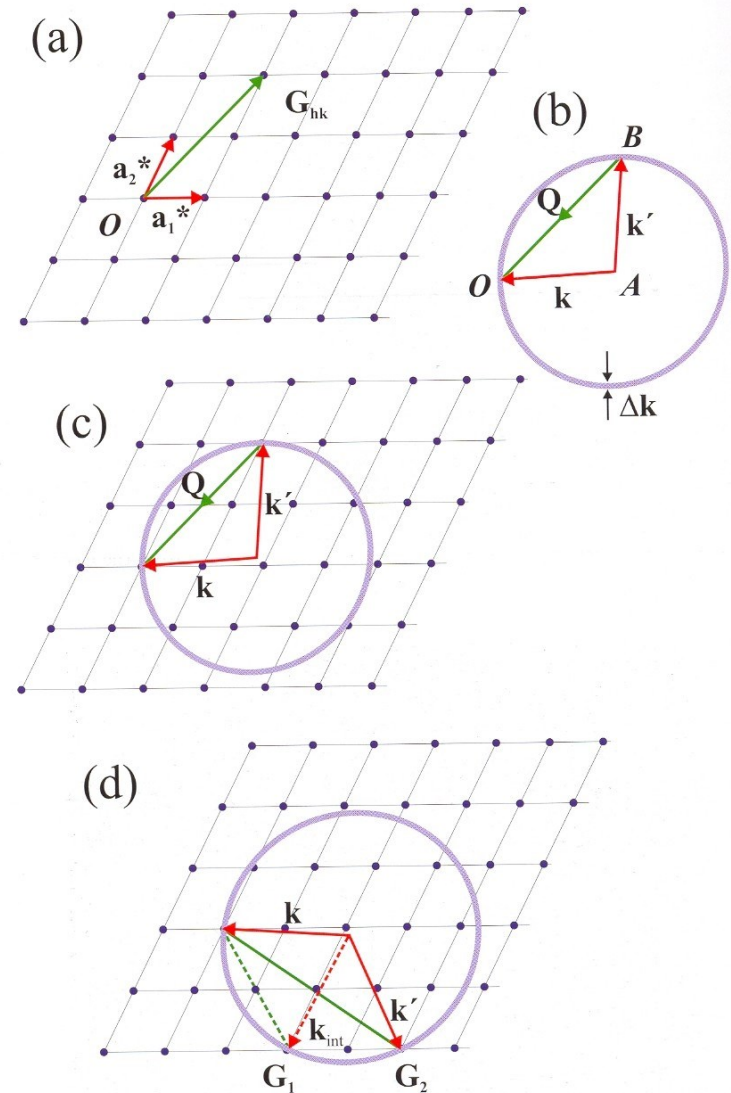 (a)
G_hk
a_2*
O
a_1*
(b)
B
Q
k´
O
k
A
Δk
(c)
Q
k´
k
(d)
k
k´
k_int
G_1
G_2